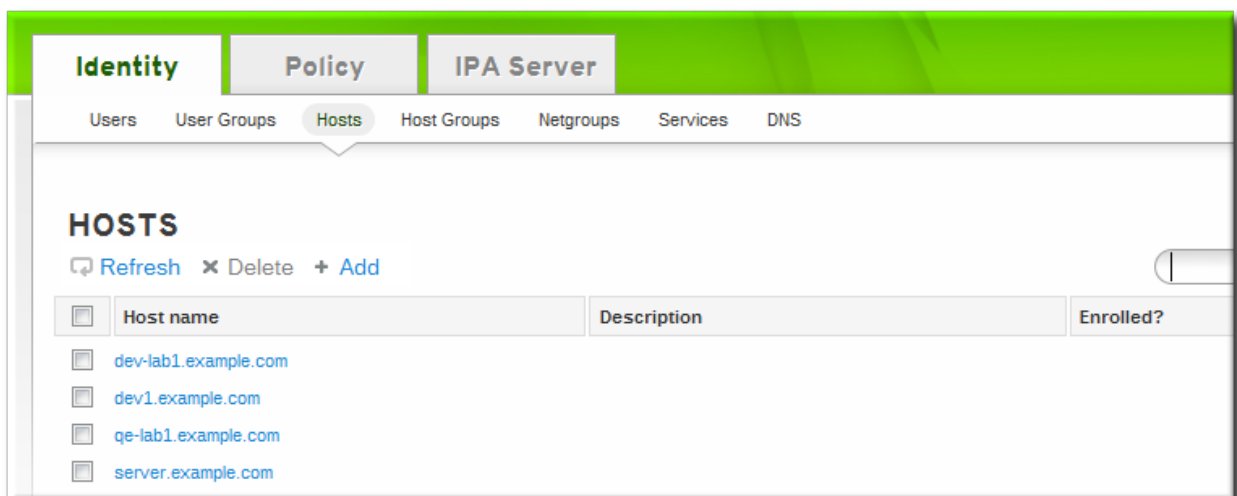 Identity Policy IPA Server
Users User Groups Hosts Host Groups Netgroups Services DNS
HOSTS
Refresh Delete Add
Host name Description Enrolled?
dev-lab1.example.com
dev1.example.com
qe-lab1.example.com
server.example.com